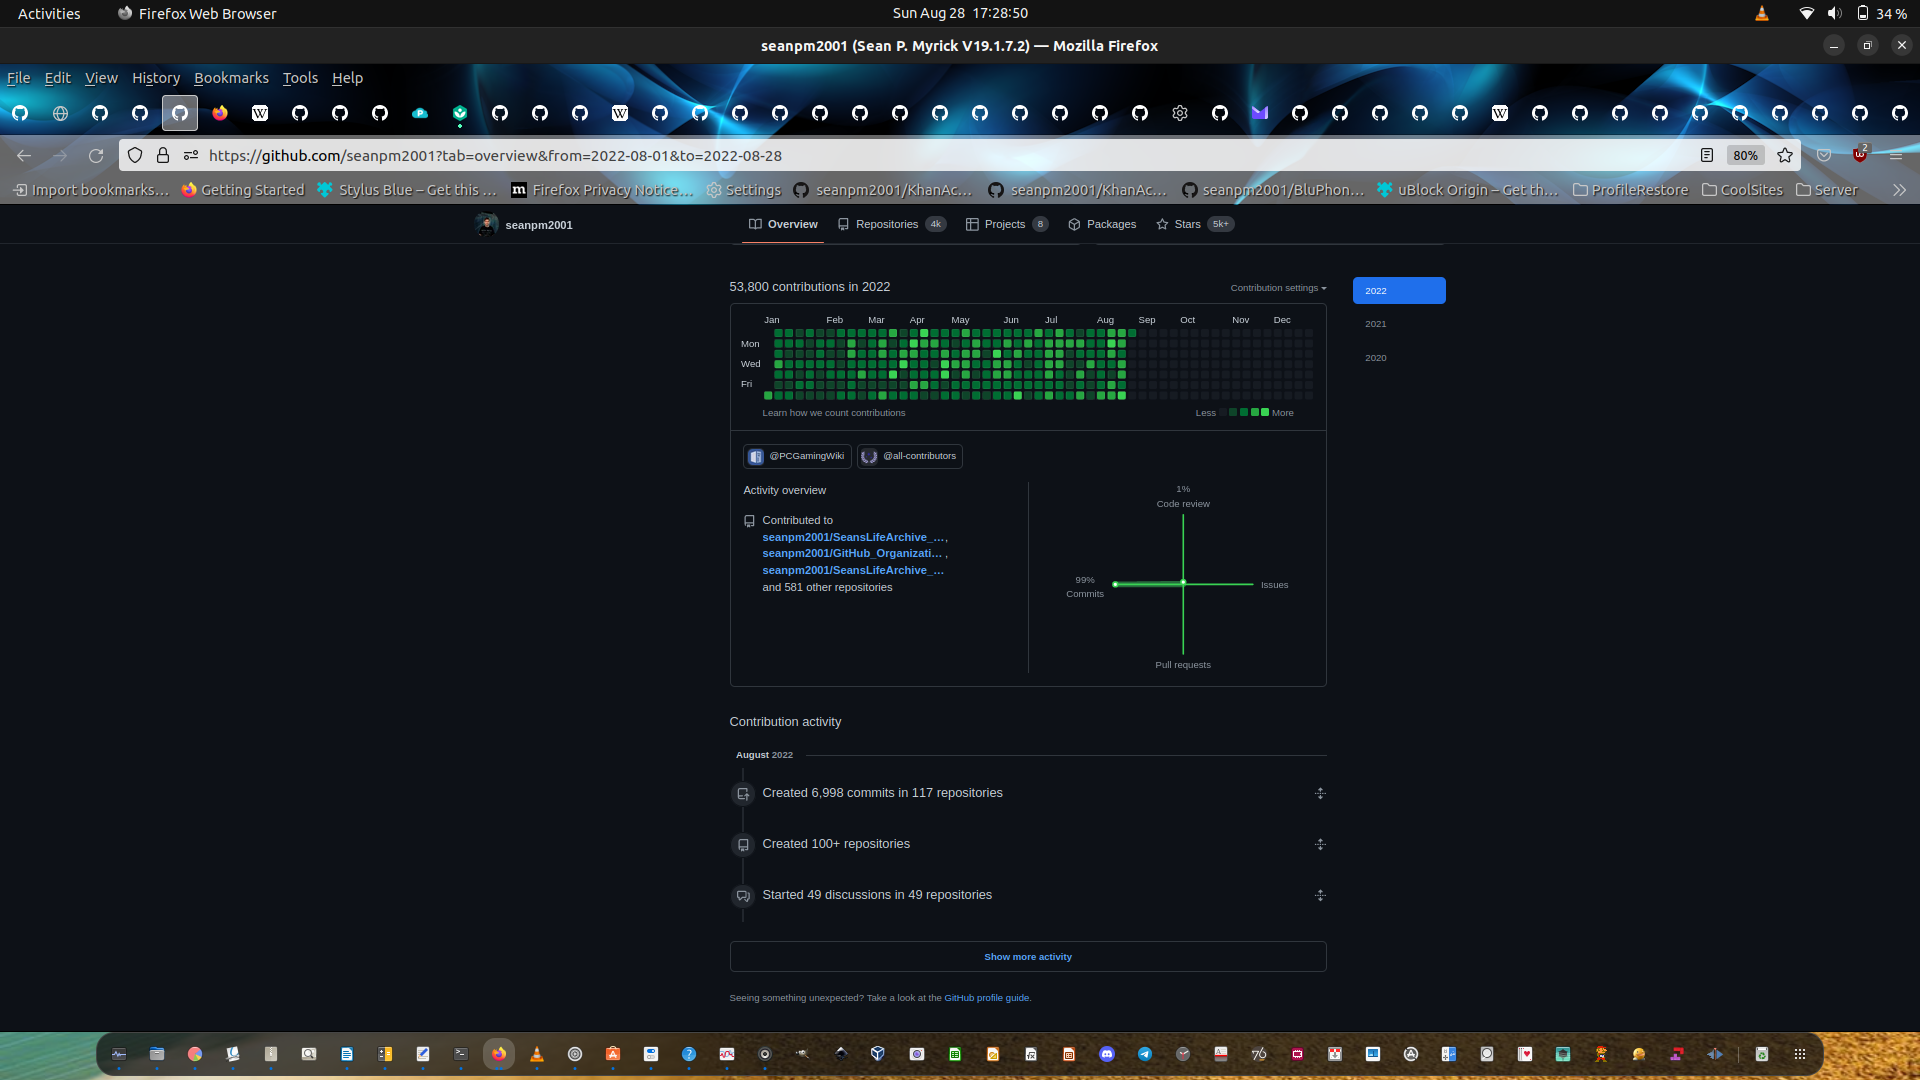 Activities Firefox Web Browser Sun Aug 28 17:28:50 34 %
seanpm2001 (Sean P. Myrick V19.1.7.2) — Mozilla Firefox
File Edit View History Bookmarks Tools Help
https://github.com/seanpm2001?tab=overview&from=2022-08-01&to=2022-08-28 80% 2
Import bookmarks… Getting Started Stylus Blue – Get this … Firefox Privacy Notice… Settings seanpm2001/KhanAc… seanpm2001/KhanAc… seanpm2001/BluPhon… uBlock Origin – Get th… ProfileRestore CoolSites Server
seanpm2001 Overview Repositories 4k Projects 8 Packages Stars 5k+
53,800 contributions in 2022 Contribution settings 2022
2021
2020
Jan Feb Mar Apr May Jun Jul Aug Sep Oct Nov Dec
Mon
Wed
Fri
Learn how we count contributions Less More
@PCGamingWiki @all-contributors
Activity overview
Contributed to
seanpm2001/SeansLifeArchive_…,
seanpm2001/GitHub_Organizati… ,
seanpm2001/SeansLifeArchive_…
and 581 other repositories
1%
Code review
99%
Commits
Issues
Pull requests
Contribution activity
August 2022
Created 6,998 commits in 117 repositories
Created 100+ repositories
Started 49 discussions in 49 repositories
Show more activity
Seeing something unexpected? Take a look at the GitHub profile guide.